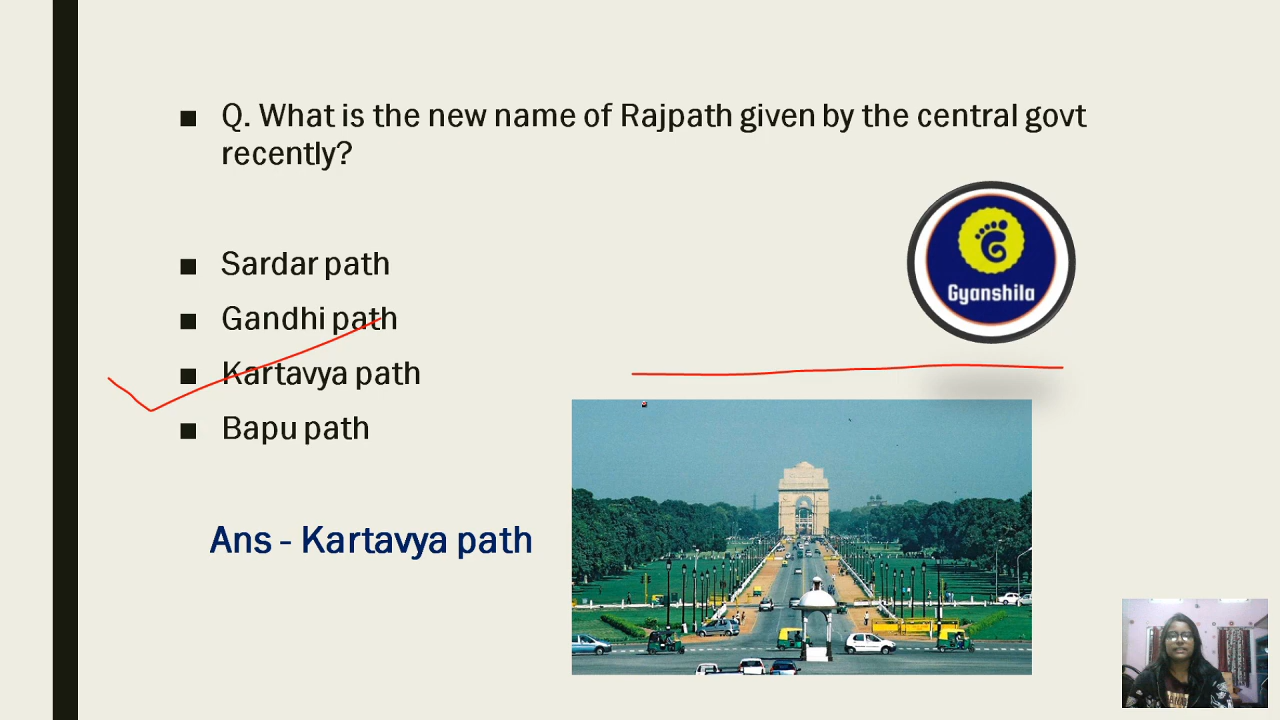 Q. What is the new name of Rajpath given by the central govt
recently?
Sardar path
Gandhi path
Kartavya path
Bapu path
Ans - Kartavya path
Gyanshila